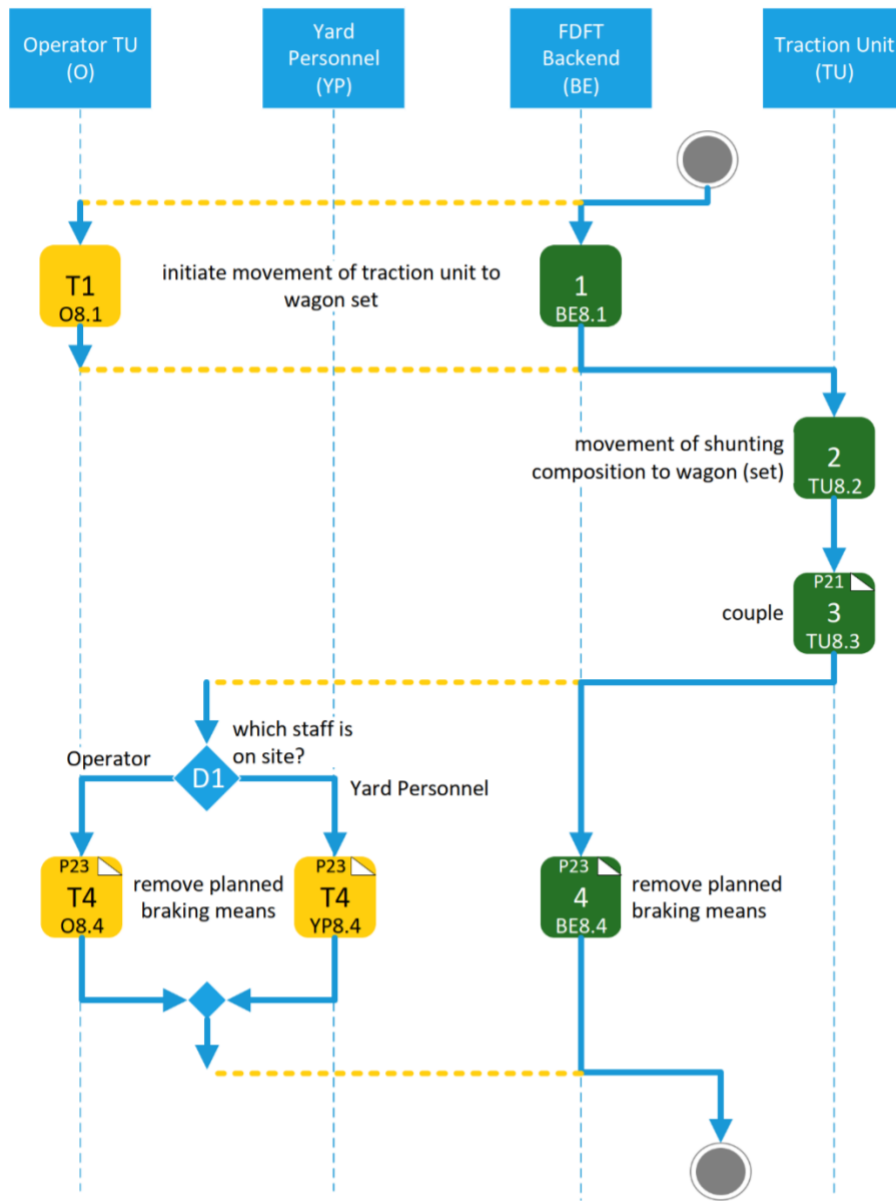 Operator TU
(O)
Yard
Personnel
(YP)
FDFT
Backend
(BE)
Traction Unit
(TU)
T1
O8.1
initiate movement of traction unit to
wagon set
1
BE8.1
movement of shunting
composition to wagon (set)
2
TU8.2
couple
P21
3
TU8.3
which staff is
on site?
Operator
D1
Yard Personnel
P23
T4
O8.4
remove planned
braking means
P23
T4
YP8.4
P23
4
BE8.4
remove planned
braking means